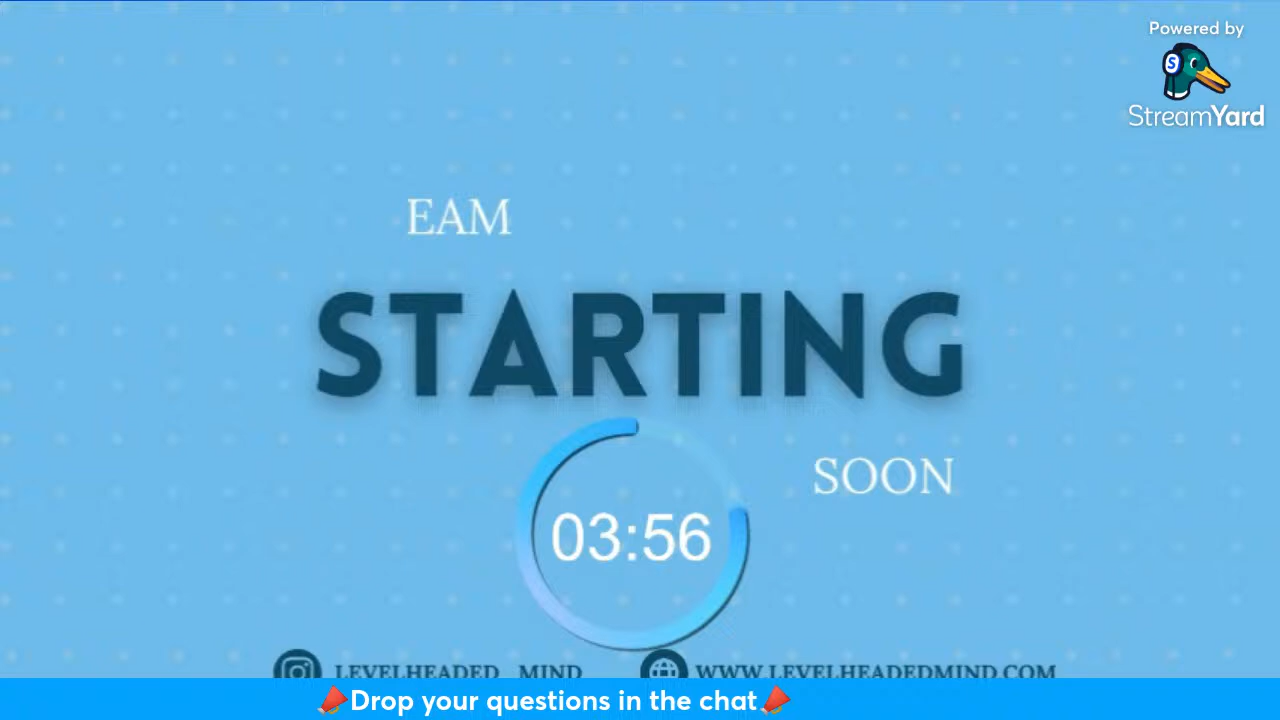 Powered by
S
StreamYard
EAM
STARTING
SOON
03:56
LEVELHEADED_MIND
WWW.LEVELHEADEDMIND.COM
Drop your questions in the chat